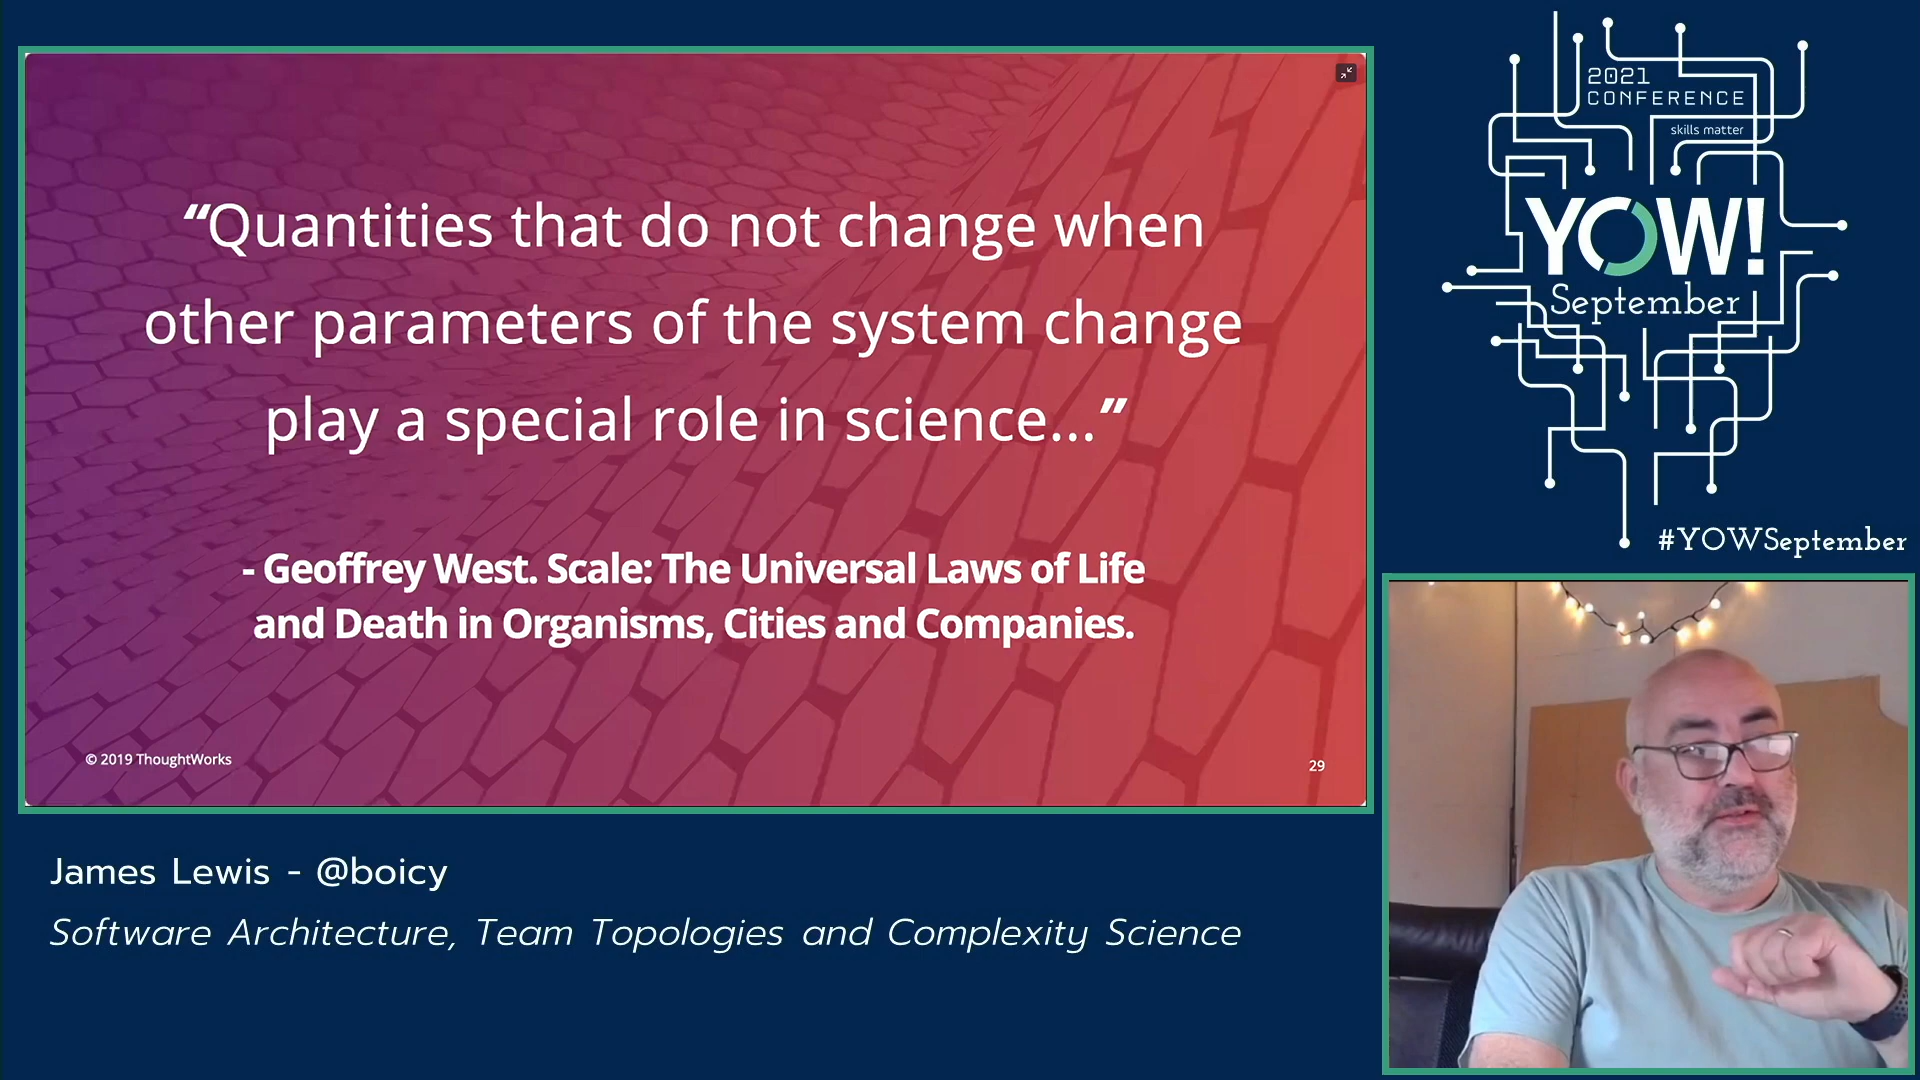 “Quantities that do not change when
other parameters of the system change
play a special role in science...”
- Geoffrey West. Scale: The Universal Laws of Life
and Death in Organisms, Cities and Companies.
© 2019 ThoughtWorks
29
2021
CONFERENCE
skills matter
YOW!
September
#YOWSeptember
James Lewis - @boicy
Software Architecture, Team Topologies and Complexity Science